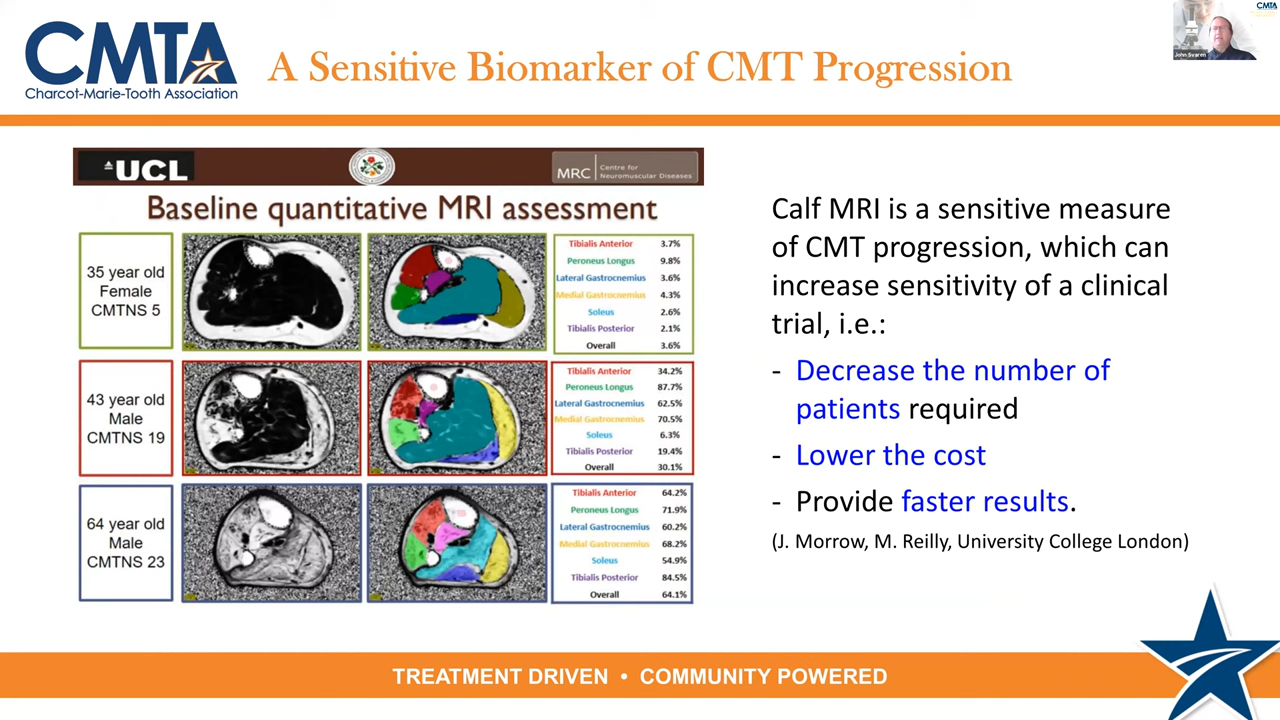 CMTA
Charcot-Marie-Tooth Association
A Sensitive Biomarker of CMT Progression
CMTA
John Svaren
UCL
MRC
Centre for
Neuromuscular Diseases
Baseline quantitative MRI assessment
35 year old
Female
CMTNS 5
Tibialis Anterior 3.7%
Peroneus Longus 9.8%
Lateral Gastrocnemius 3.6%
Medial Gastrocnemius 4.3%
Soleus 2.6%
Tibialis Posterior 2.1%
Overall 3.6%
43 year old
Male
CMTNS 19
Tibialis Anterior 34.2%
Peroneus Longus 87.7%
Lateral Gastrocnemius 62.5%
Medial Gastrocnemius 70.5%
Soleus 6.3%
Tibialis Posterior 19.4%
Overall 30.1%
64 year old
Male
CMTNS 23
Tibialis Anterior 64.2%
Peroneus Longus 71.9%
Lateral Gastrocnemius 60.2%
Medial Gastrocnemius 68.2%
Soleus 54.9%
Tibialis Posterior 84.5%
Overall 64.1%
Calf MRI is a sensitive measure
of CMT progression, which can
increase sensitivity of a clinical
trial, i.e.:
- Decrease the number of
patients required
- Lower the cost
- Provide faster results.
(J. Morrow, M. Reilly, University College London)
TREATMENT DRIVEN • COMMUNITY POWERED